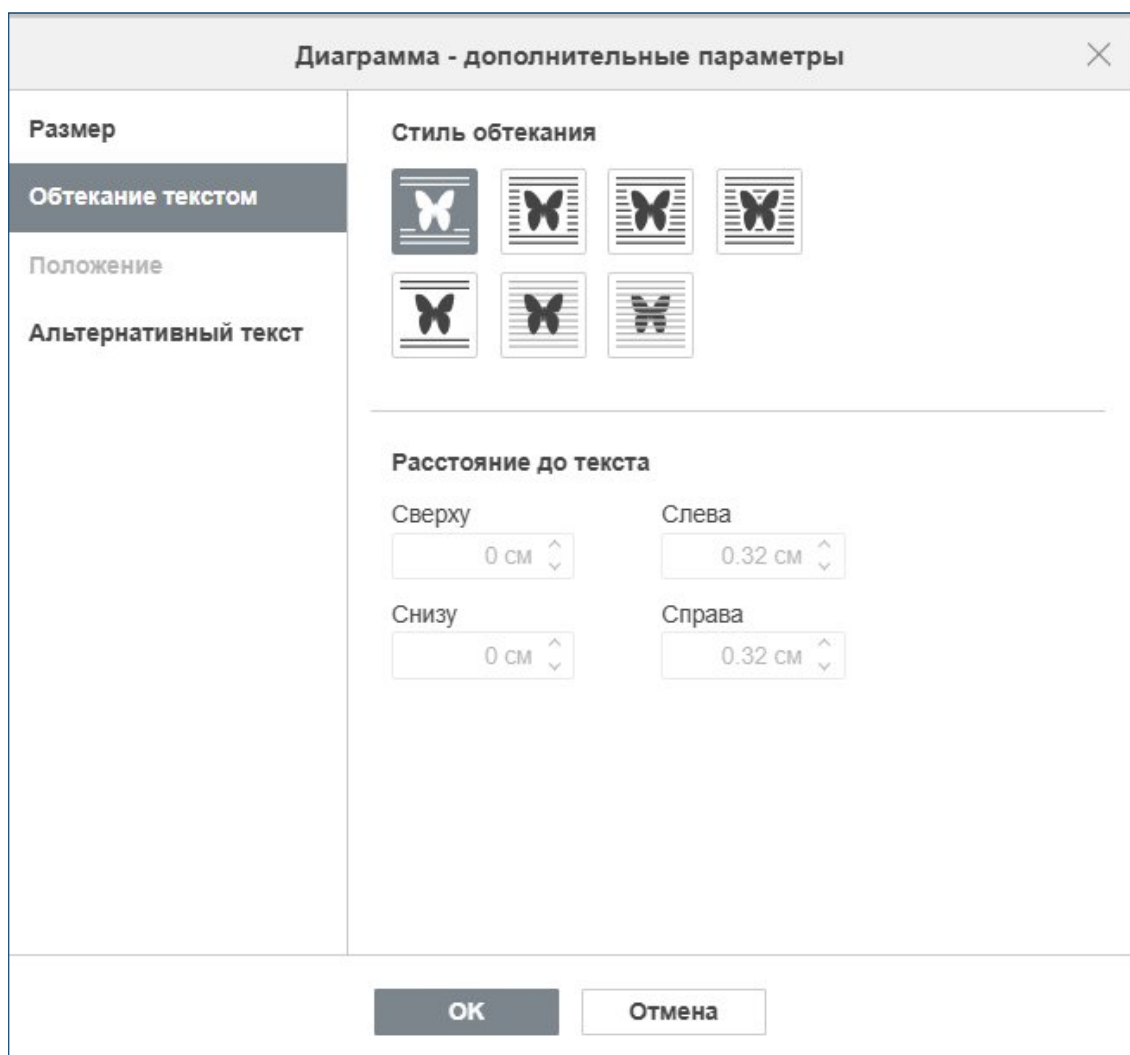 Диаграмма - дополнительные параметры
Размер
Обтекание текстом
Положение
Альтернативный текст
Стиль обтекания
Расстояние до текста
Сверху Слева
0 см 0.32 см
Снизу Справа
0 см 0.32 см
OK Отмена